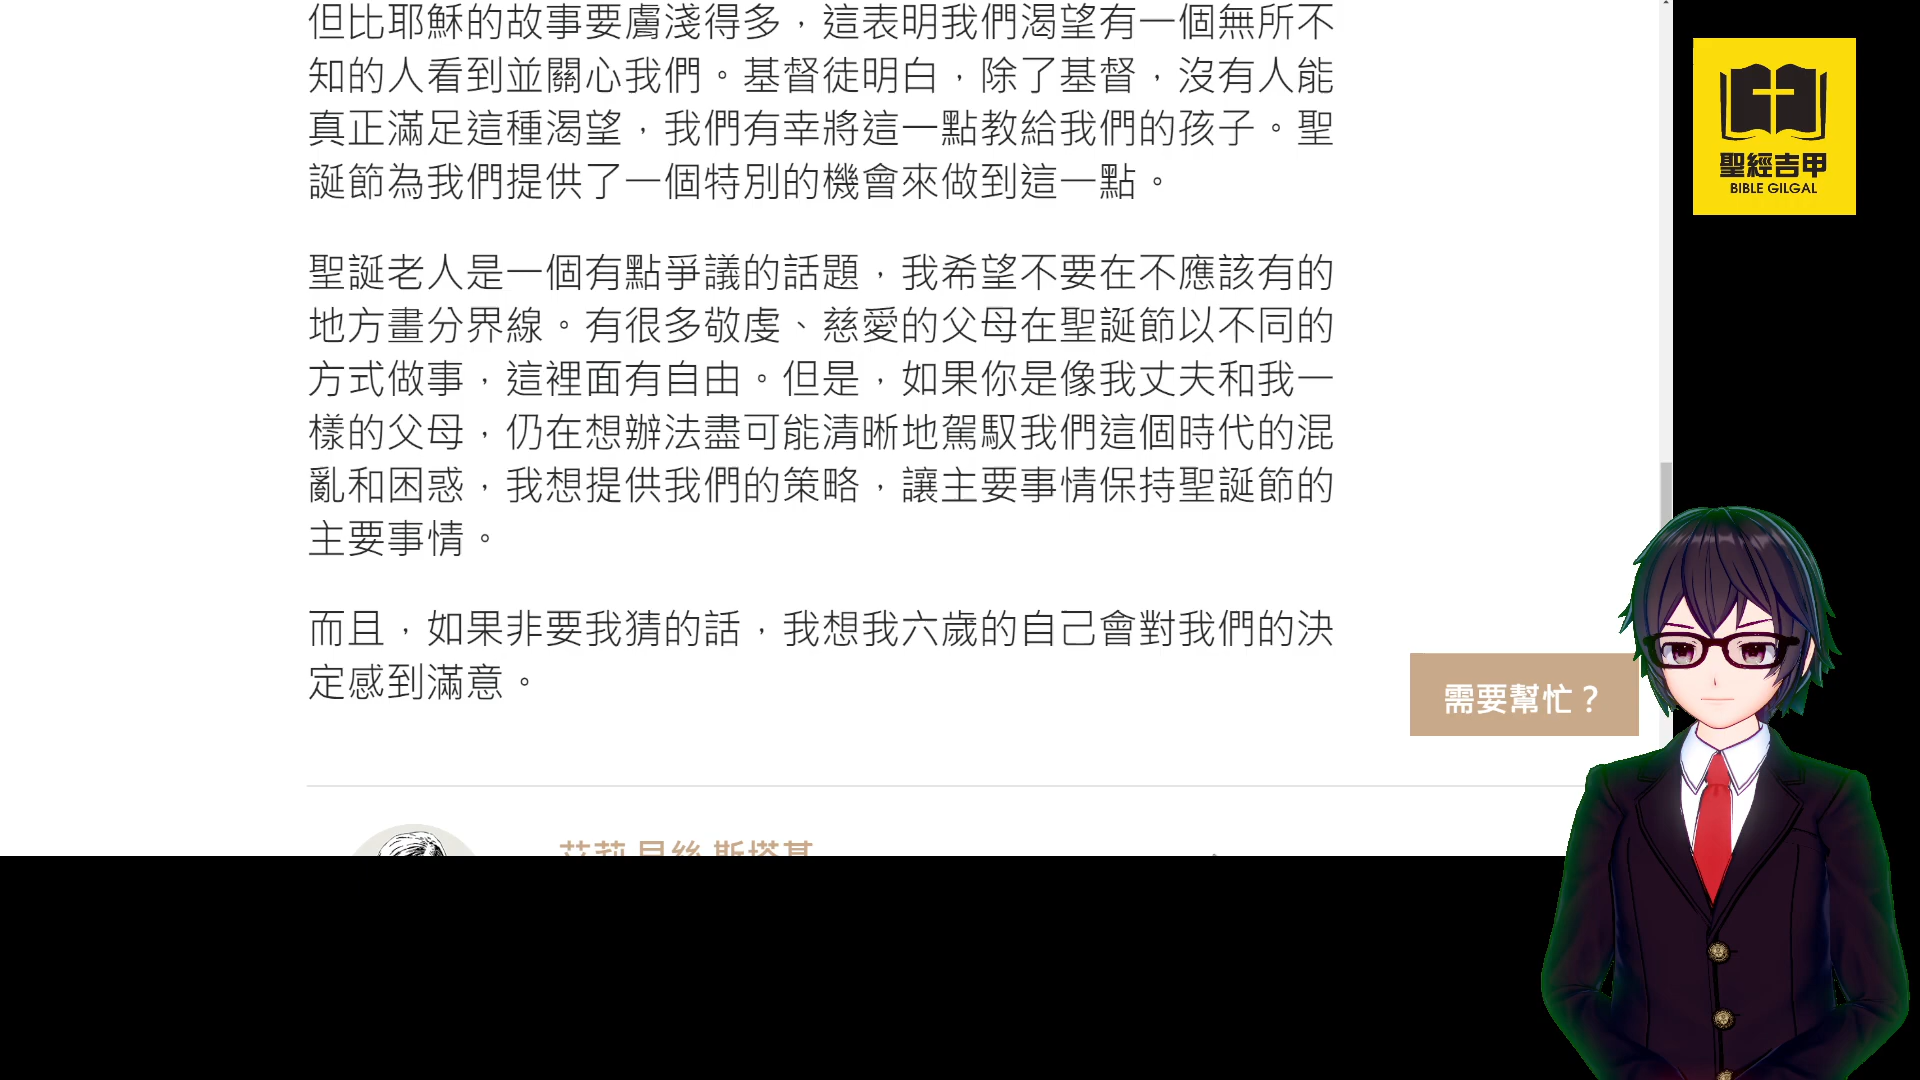 但比耶穌的故事要膚淺得多，這表明我們渴望有一個無所不
知的人看到並關心我們。基督徒明白，除了基督，沒有人能
真正滿足這種渴望，我們有幸將這一點教給我們的孩子。聖
誕節為我們提供了一個特別的機會來做到這一點。
聖誕老人是一個有點爭議的話題，我希望不要在不應該有的
地方畫分界線。有很多敬虔、慈愛的父母在聖誕節以不同的
方式做事，這裡面有自由。但是，如果你是像我丈夫和我一
樣的父母，仍在想辦法盡可能清晰地駕馭我們這個時代的混
亂和困惑，我想提供我們的策略，讓主要事情保持聖誕節的
主要事情。
而且，如果非要我猜的話，我想我六歲的自己會對我們的決
定感到滿意。
需要幫忙？
艾莉.貝絲.斯塔基
聖經吉甲
BIBLE GILGAL